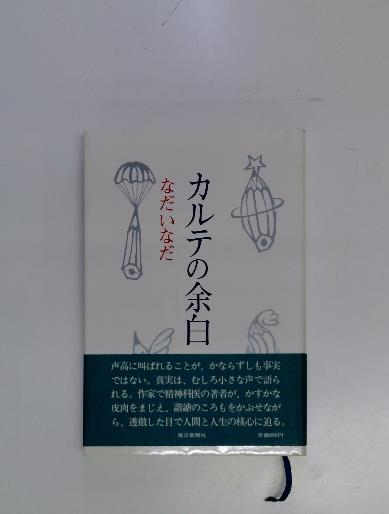 カルテの余白
なだいなだ
声高に叫ばれることが、かならずしも事実
ではない。真実は、むしろ小さな声で語ら
れる。作家で精神科医の著者が、かすかな
皮肉をまじえ、諧謔のころもをかぶせなが
ら、透徹した目で人間と人生の核心に迫る。
毎日新聞社